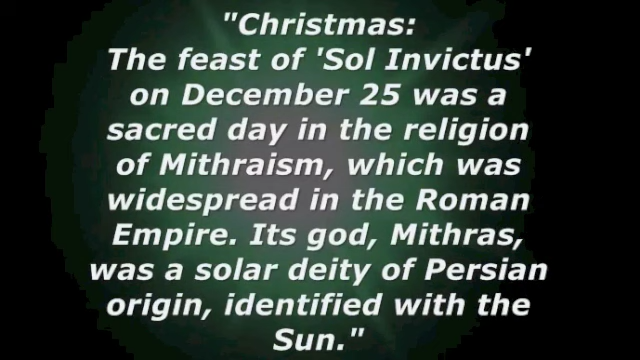 "Christmas:
The feast of 'Sol Invictus'
on December 25 was a
sacred day in the religion
of Mithraism, which was
widespread in the Roman
Empire. Its god, Mithras,
was a solar deity of Persian
origin, identified with the
Sun."